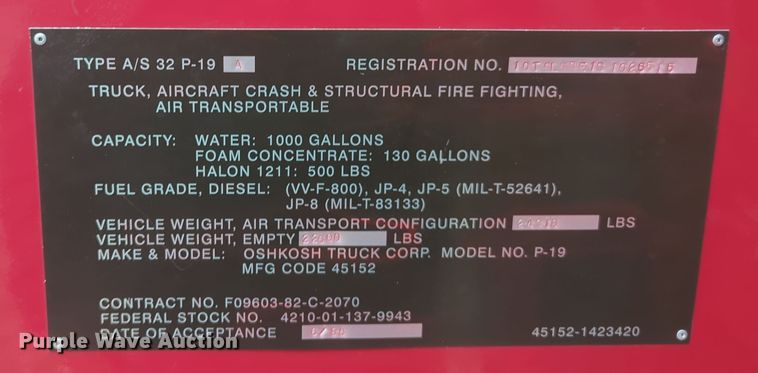 TYPE A/S 32 P-19 A REGISTRATION NO.
TRUCK, AIRCRAFT CRASH & STRUCTURAL FIRE FIGHTING,
AIR TRANSPORTABLE
CAPACITY: WATER: 1000 GALLONS
FOAM CONCENTRATE: 130 GALLONS
HALON 1211: 500 LBS
FUEL GRADE, DIESEL: (VV-F-800), JP-4, JP-5 (MIL-T-52641),
JP-8 (MIL-T-83133)
VEHICLE WEIGHT, AIR TRANSPORT CONFIGURATION LBS
VEHICLE WEIGHT, EMPTY LBS
MAKE & MODEL: OSHKOSH TRUCK CORP. MODEL NO. P-19
MFG CODE 45152
CONTRACT NO. F09603-82-C-2070
FEDERAL STOCK NO. 4210-01-137-9943
DATE OF ACCEPTANCE 45152-1423420
Purple Wave Auction